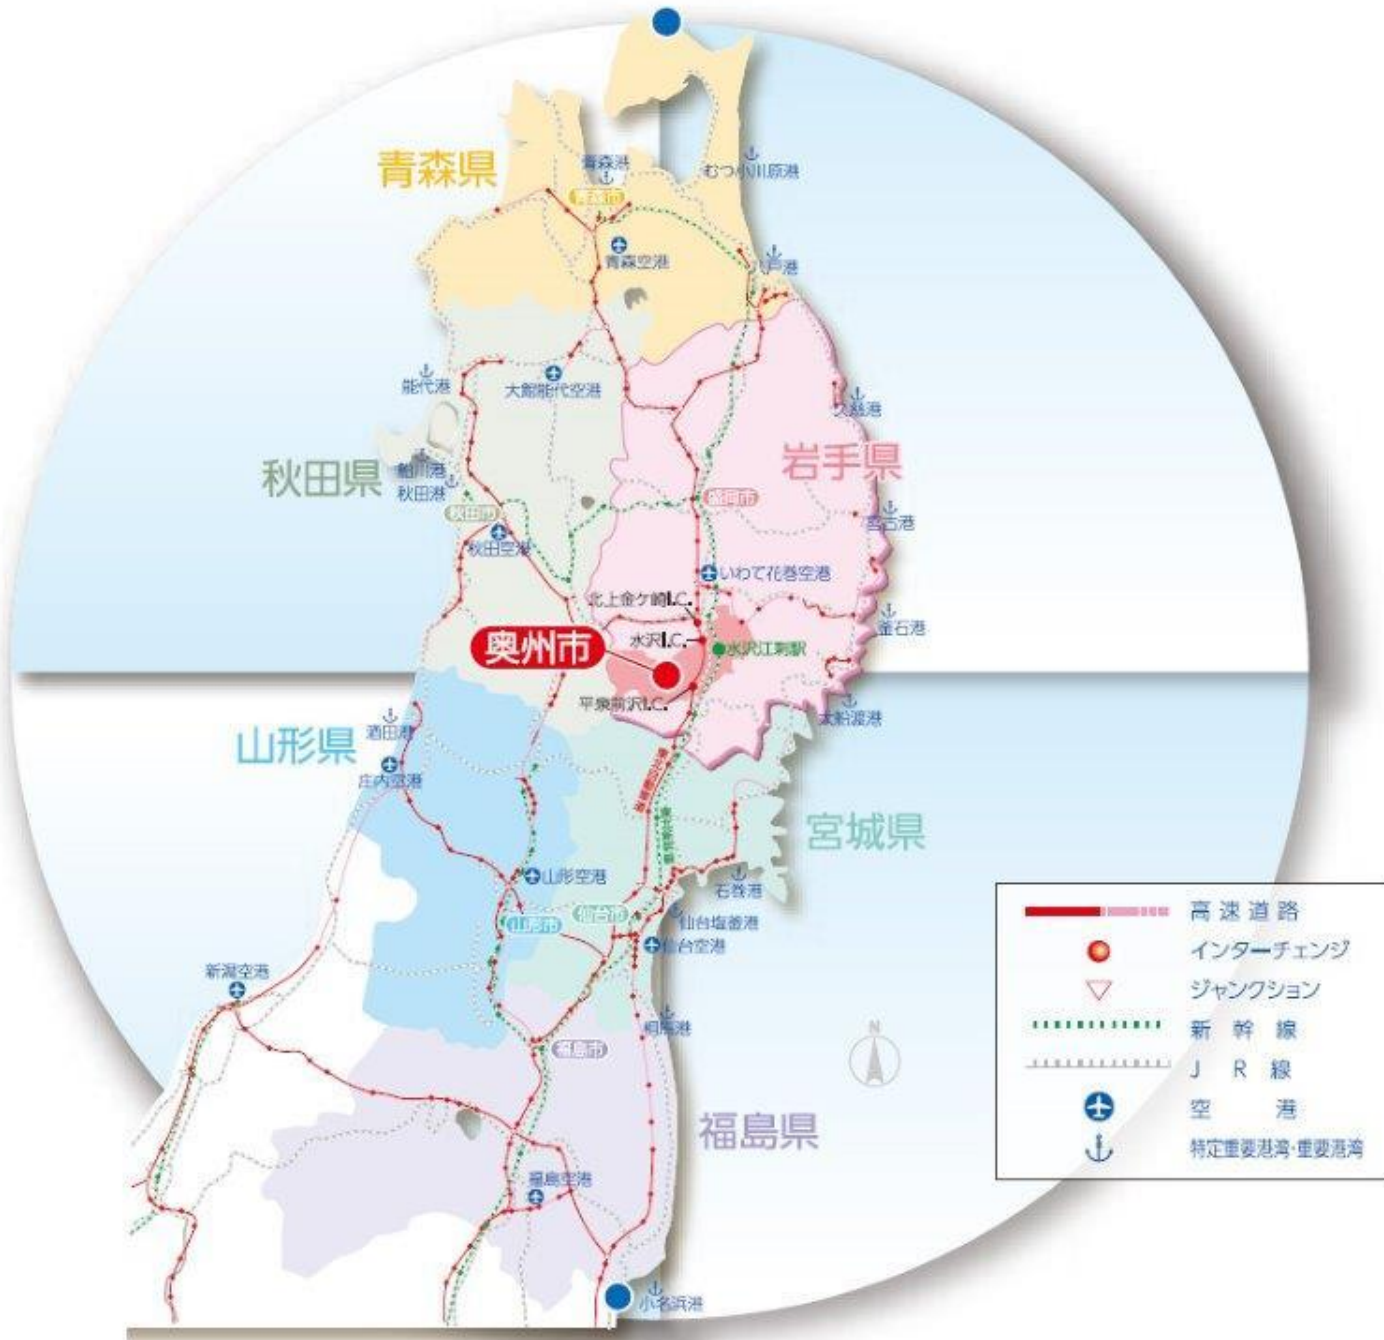 青森県
青森港
むつ小川原港
青森市
青森空港
八戸港
能代港
大館能代空港
久慈港
岩手県
秋田県
船川港
秋田港
秋田市
盛岡市
宮古港
秋田空港
いわて花巻空港
北上金ケ崎I.C.
釜石港
水沢I.C.
奥州市
水沢江刺駅
平泉前沢I.C.
大船渡港
山形県
酒田港
庄内空港
宮城県
山形空港
石巻港
山形市
仙台市
仙台塩釜港
仙台空港
新潟空港
相馬港
N
福島市
福島県
福島空港
小名浜港
高速道路
インターチェンジ
ジャンクション
新幹線
JR線
空港
特定重要港湾・重要港湾